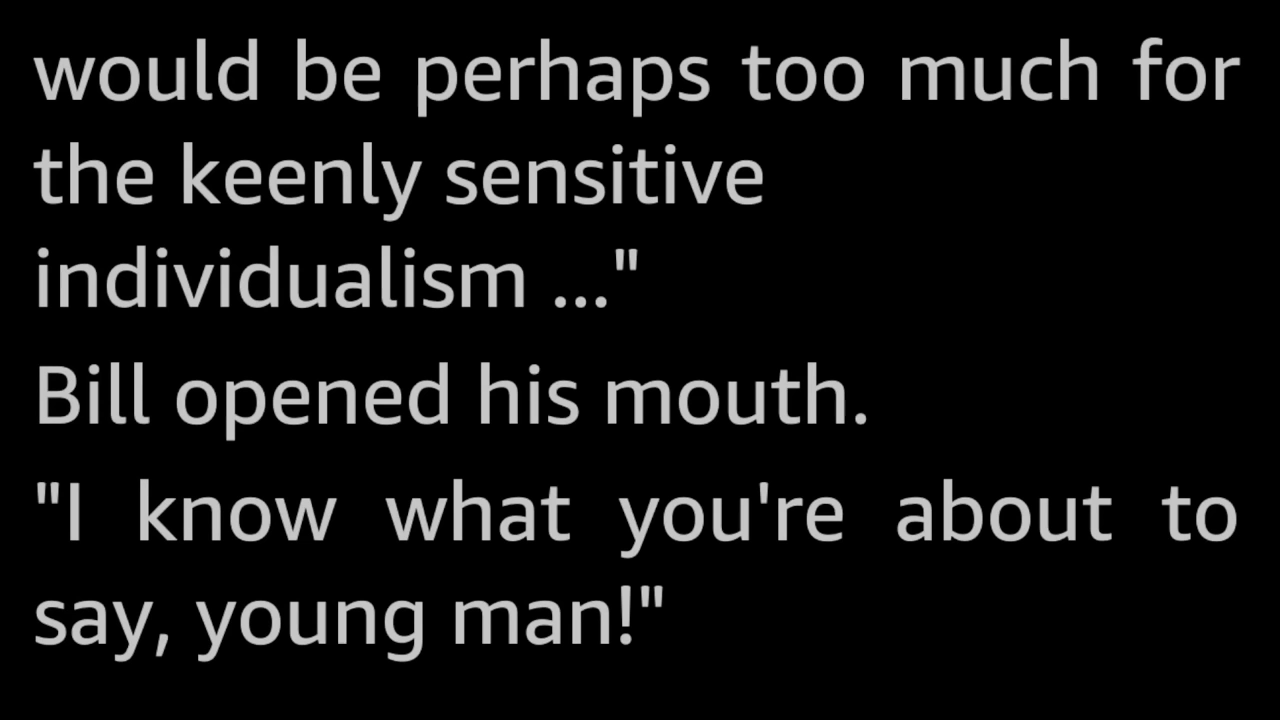 would be perhaps too much for
the keenly sensitive
individualism ..."
Bill opened his mouth.
"I know what you're about to
say, young man!"